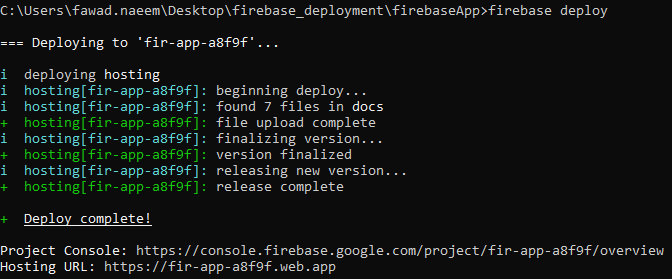 C:\Users\fawad.naeem\Desktop\firebase_deployment\firebaseApp>firebase deploy
=== Deploying to 'fir-app-a8f9f'...
i  deploying hosting
i  hosting[fir-app-a8f9f]: beginning deploy...
i  hosting[fir-app-a8f9f]: found 7 files in docs
+  hosting[fir-app-a8f9f]: file upload complete
i  hosting[fir-app-a8f9f]: finalizing version...
+  hosting[fir-app-a8f9f]: version finalized
i  hosting[fir-app-a8f9f]: releasing new version...
+  hosting[fir-app-a8f9f]: release complete
+  Deploy complete!
Project Console: https://console.firebase.google.com/project/fir-app-a8f9f/overview
Hosting URL: https://fir-app-a8f9f.web.app